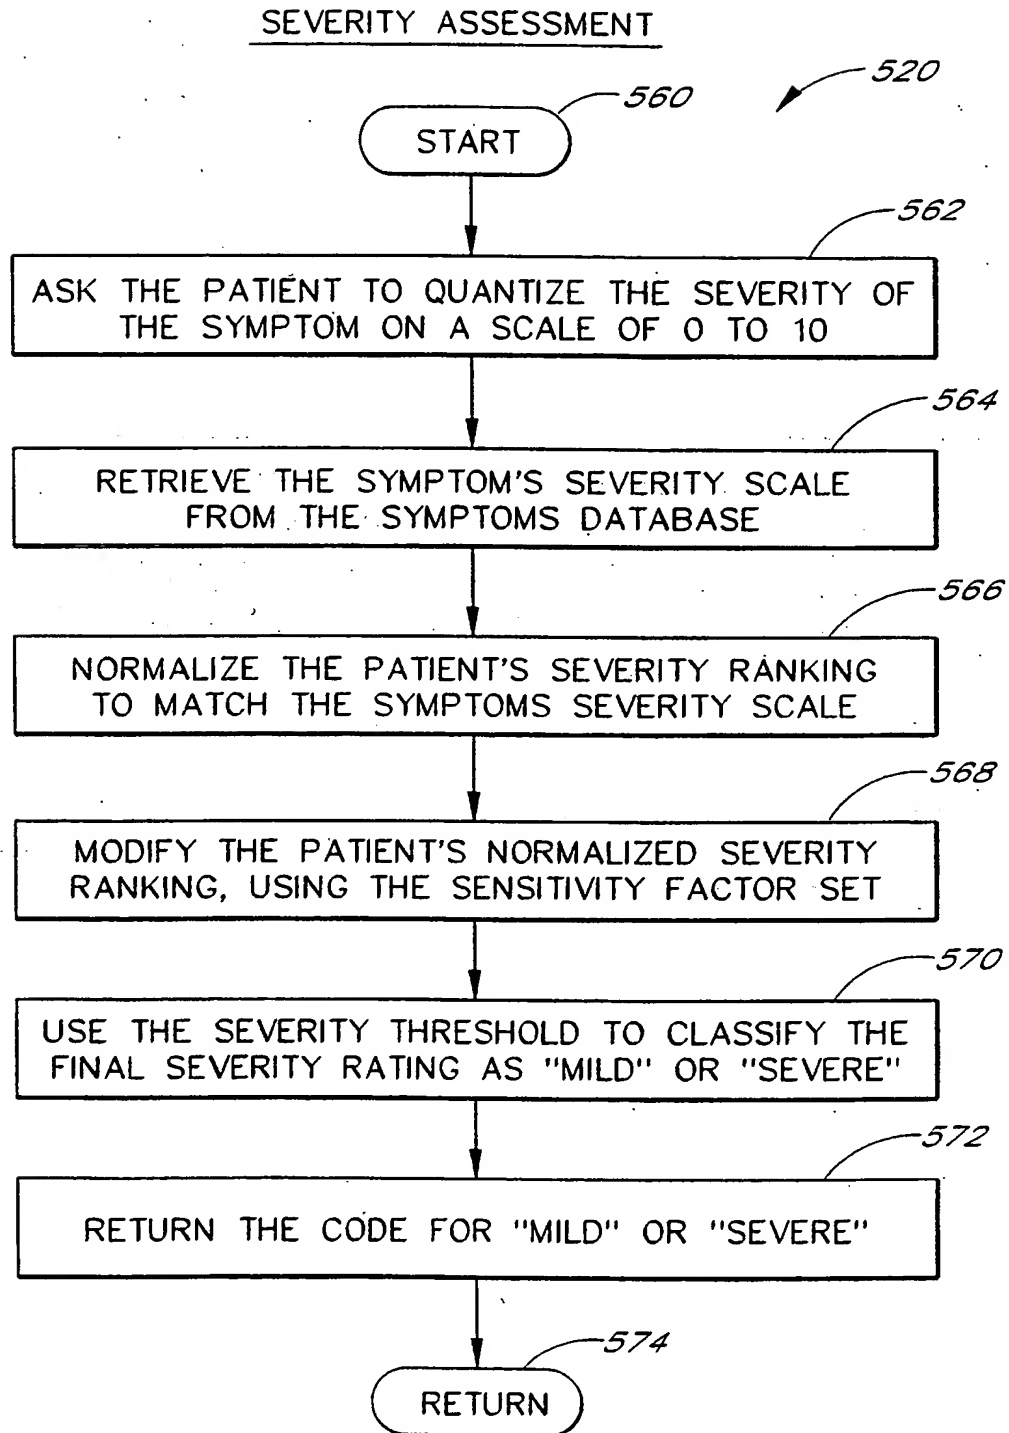 SEVERITY ASSESSMENT
520
560
START
562
ASK THE PATIENT TO QUANTIZE THE SEVERITY OF
THE SYMPTOM ON A SCALE OF 0 TO 10
564
RETRIEVE THE SYMPTOM'S SEVERITY SCALE
FROM THE SYMPTOMS DATABASE
566
NORMALIZE THE PATIENT'S SEVERITY RANKING
TO MATCH THE SYMPTOMS SEVERITY SCALE
568
MODIFY THE PATIENT'S NORMALIZED SEVERITY
RANKING, USING THE SENSITIVITY FACTOR SET
570
USE THE SEVERITY THRESHOLD TO CLASSIFY THE
FINAL SEVERITY RATING AS "MILD" OR "SEVERE"
572
RETURN THE CODE FOR "MILD" OR "SEVERE"
574
RETURN